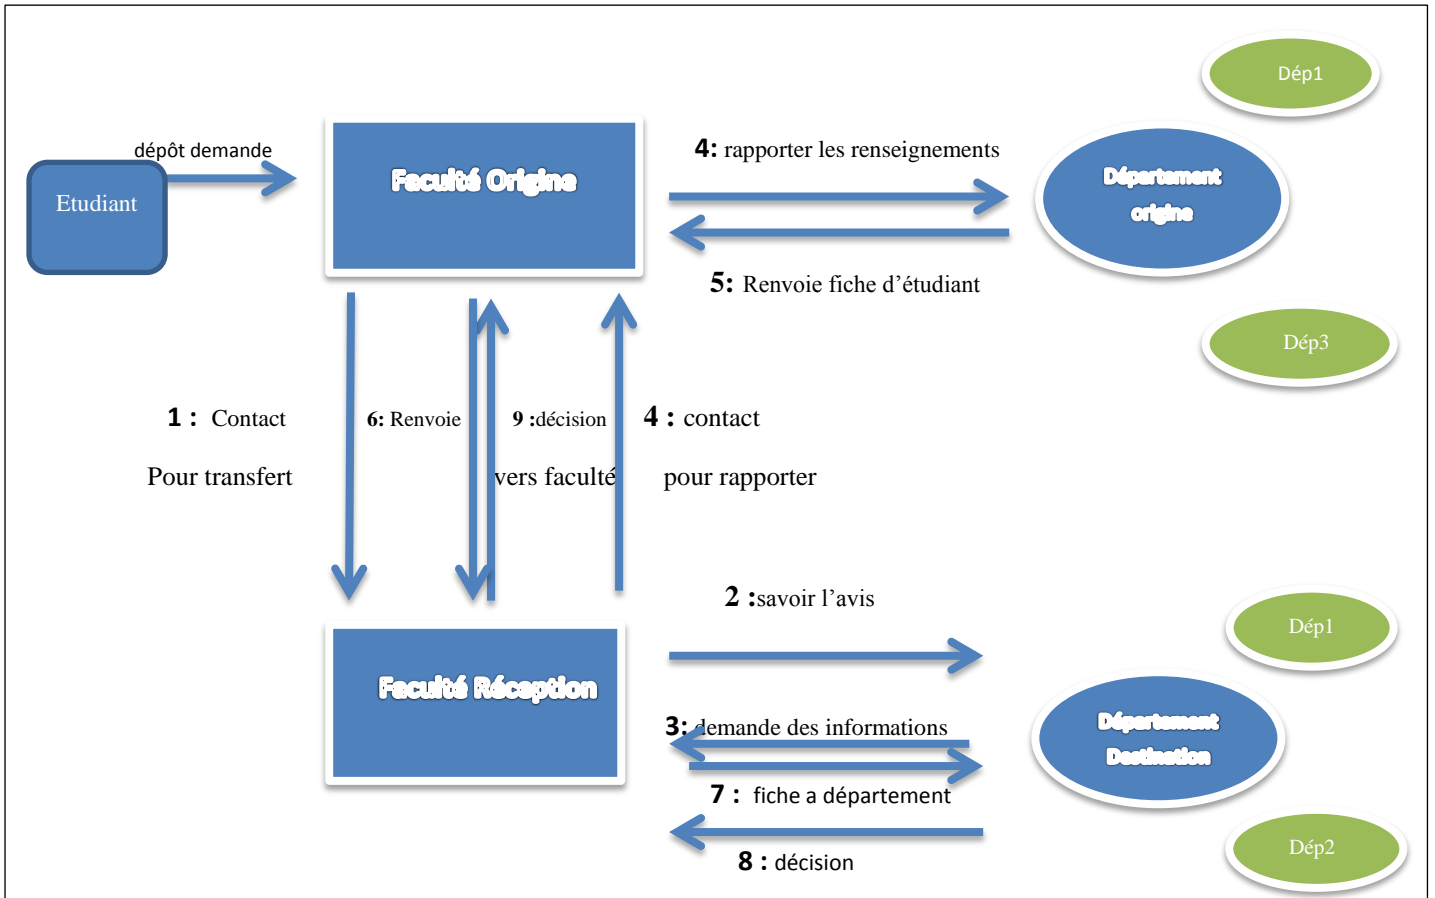 Dép1
dépôt demande
4: rapporter les renseignements
Faculté Origine
Département
origine
Etudiant
5: Renvoie fiche d’étudiant
Dép3
1 : Contact
6: Renvoie
9 :décision
4 : contact
Pour transfert
vers faculté
pour rapporter
2 :savoir l’avis
Dép1
Faculté Réception
3: demande des informations
Département
Destination
7 : fiche a département
8 : décision
Dép2